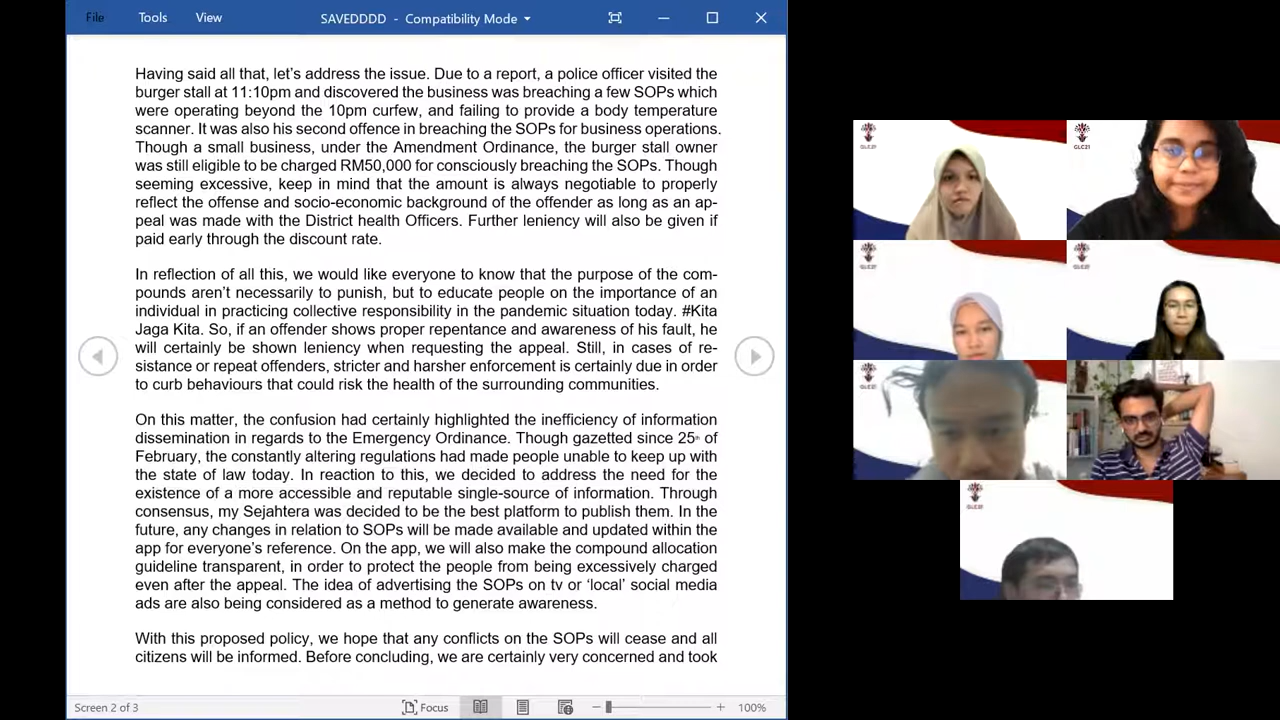 File Tools View SAVEDDDD - Compatibility Mode
Having said all that, let's address the issue. Due to a report, a police officer visited the
burger stall at 11:10pm and discovered the business was breaching a few SOPs which
were operating beyond the 10pm curfew, and failing to provide a body temperature
scanner. It was also his second offence in breaching the SOPs for business operations.
Though a small business, under the Amendment Ordinance, the burger stall owner
was still eligible to be charged RM50,000 for consciously breaching the SOPs. Though
seeming excessive, keep in mind that the amount is always negotiable to properly
reflect the offense and socio-economic background of the offender as long as an ap-
peal was made with the District health Officers. Further leniency will also be given if
paid early through the discount rate.
In reflection of all this, we would like everyone to know that the purpose of the com-
pounds aren't necessarily to punish, but to educate people on the importance of an
individual in practicing collective responsibility in the pandemic situation today. #Kita
Jaga Kita. So, if an offender shows proper repentance and awareness of his fault, he
will certainly be shown leniency when requesting the appeal. Still, in cases of re-
sistance or repeat offenders, stricter and harsher enforcement is certainly due in order
to curb behaviours that could risk the health of the surrounding communities.
On this matter, the confusion had certainly highlighted the inefficiency of information
dissemination in regards to the Emergency Ordinance. Though gazetted since 25th of
February, the constantly altering regulations had made people unable to keep up with
the state of law today. In reaction to this, we decided to address the need for the
existence of a more accessible and reputable single-source of information. Through
consensus, my Sejahtera was decided to be the best platform to publish them. In the
future, any changes in relation to SOPs will be made available and updated within the
app for everyone's reference. On the app, we will also make the compound allocation
guideline transparent, in order to protect the people from being excessively charged
even after the appeal. The idea of advertising the SOPs on tv or 'local' social media
ads are also being considered as a method to generate awareness.
With this proposed policy, we hope that any conflicts on the SOPs will cease and all
citizens will be informed. Before concluding, we are certainly very concerned and took
Screen 2 of 3 Focus 100%
GLC21
GLC21
GLC21
GLC21